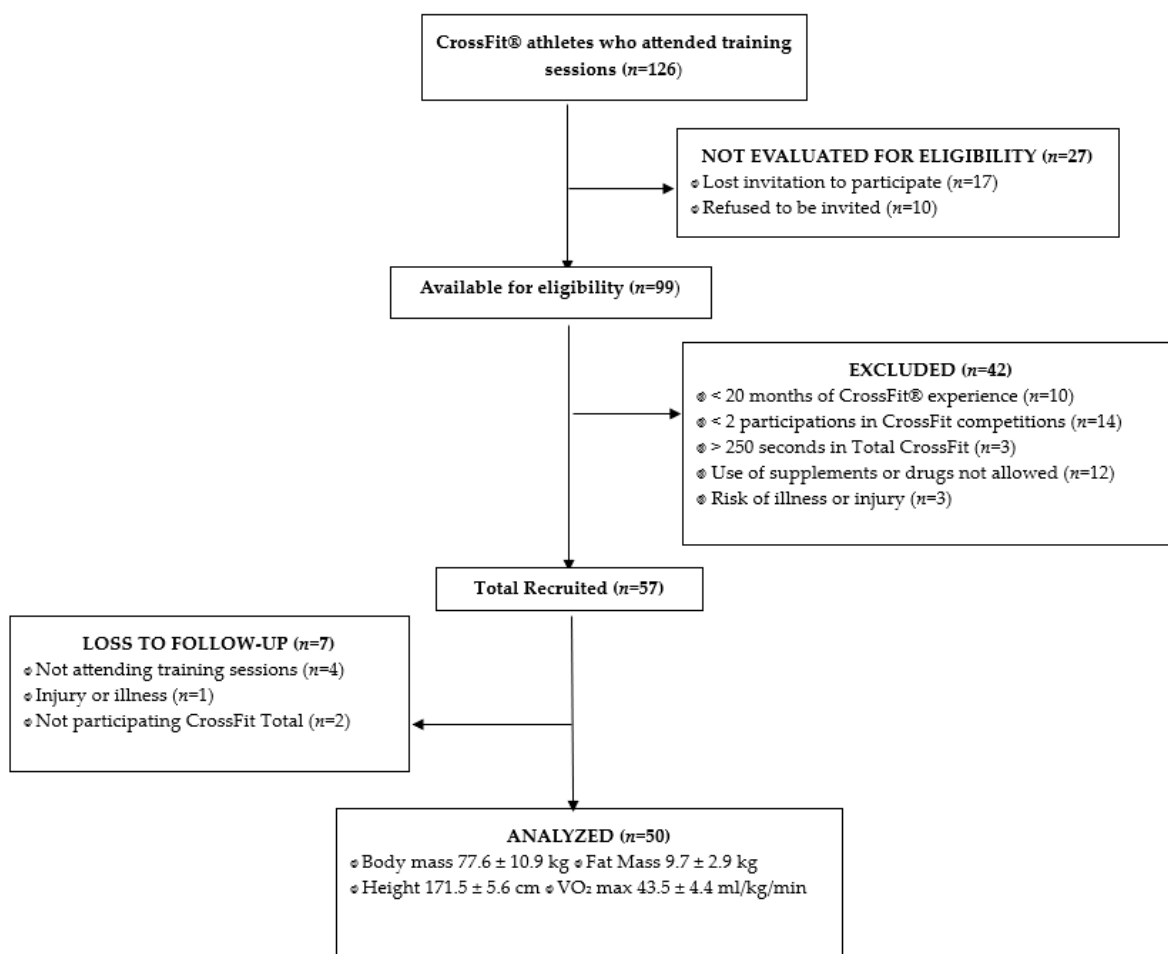 CrossFit® athletes who attended training
sessions (n=126)
NOT EVALUATED FOR ELIGIBILITY (n=27)
Lost invitation to participate (n=17)
Refused to be invited (n=10)
Available for eligibility (n=99)
EXCLUDED (n=42)
< 20 months of CrossFit® experience (n=10)
< 2 participations in CrossFit competitions (n=14)
> 250 seconds in Total CrossFit (n=3)
Use of supplements or drugs not allowed (n=12)
Risk of illness or injury (n=3)
Total Recruited (n=57)
LOSS TO FOLLOW-UP (n=7)
Not attending training sessions (n=4)
Injury or illness (n=1)
Not participating CrossFit Total (n=2)
ANALYZED (n=50)
Body mass 77.6 ± 10.9 kg Fat Mass 9.7 ± 2.9 kg
Height 171.5 ± 5.6 cm VO₂ max 43.5 ± 4.4 ml/kg/min